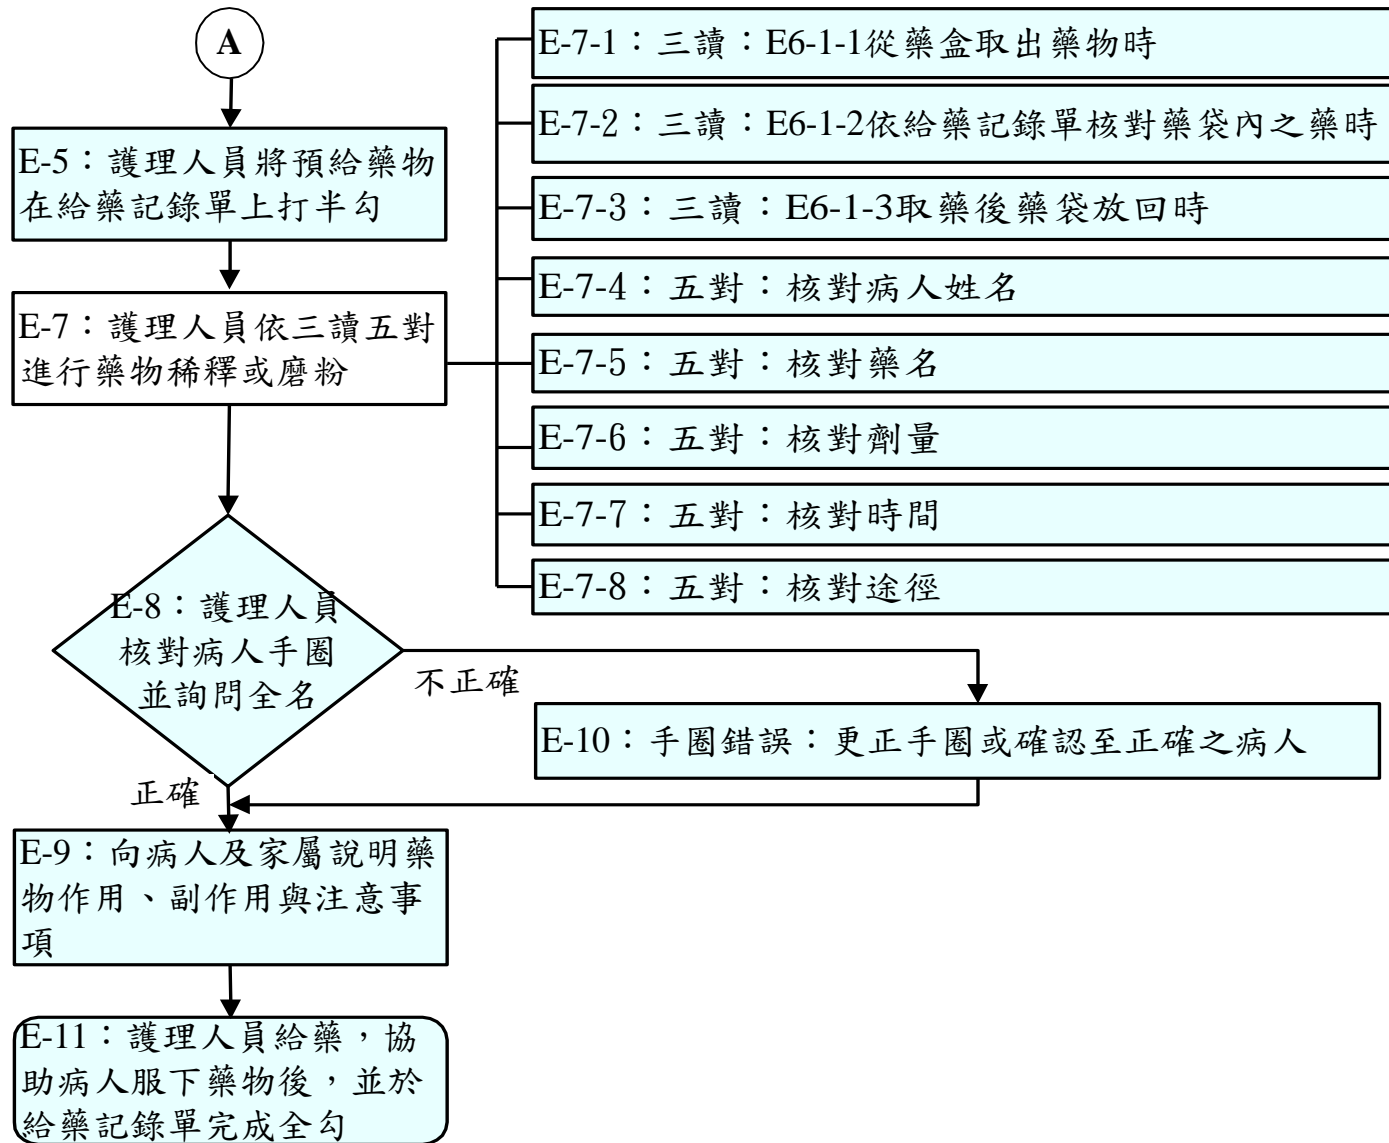 A
E-5：護理人員將預給藥物
在給藥記錄單上打半勾
E-7：護理人員依三讀五對
進行藥物稀釋或磨粉
E-7-1：三讀：E6-1-1從藥盒取出藥物時
E-7-2：三讀：E6-1-2依給藥記錄單核對藥袋內之藥時
E-7-3：三讀：E6-1-3取藥後藥袋放回時
E-7-4：五對：核對病人姓名
E-7-5：五對：核對藥名
E-7-6：五對：核對劑量
E-7-7：五對：核對時間
E-7-8：五對：核對途徑
E-8：護理人員
核對病人手圈
並詢問全名
不正確
E-10：手圈錯誤：更正手圈或確認至正確之病人
正確
E-9：向病人及家屬說明藥
物作用、副作用與注意事
項
E-11：護理人員給藥，協
助病人服下藥物後，並於
給藥記錄單完成全勾